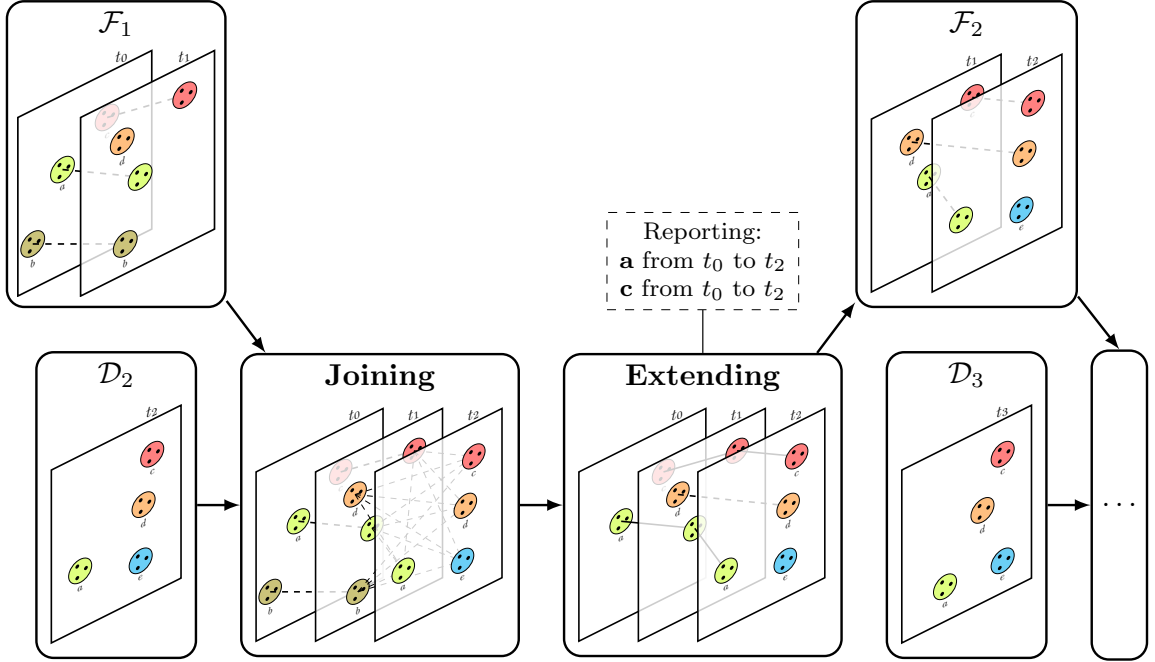 𝓕₁
t₀ t₁
c
d
a
b b
𝓕₂
t₁ t₂
c
d
a
e
Reporting:
a from t₀ to t₂
c from t₀ to t₂
𝓓₂
t₂
c
d
e
a
Joining
t₀ t₁ t₂
c c
d d
a
e
a
b b
Extending
t₀ t₁ t₂
c c
d d
a
e
a
𝓓₃
t₃
c
d
e
a
...